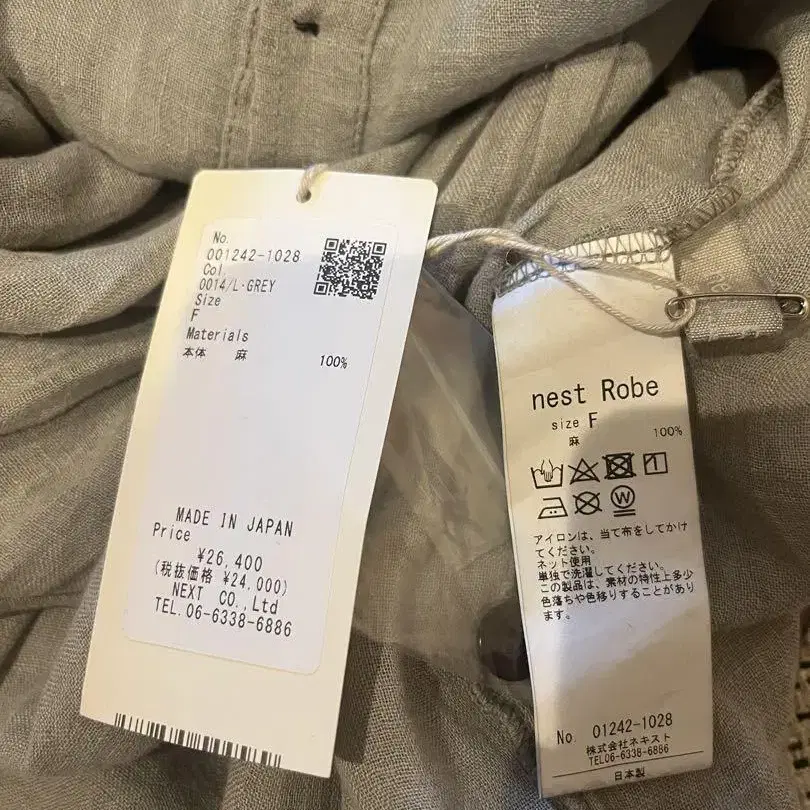 No.
001242-1028
Col.
0014/L·GREY
Size
F
Materials
本体 麻 100%
MADE IN JAPAN
Price
¥26,400
(税抜価格 ¥24,000)
NEXT CO.,Ltd
TEL.06-6338-6886
nest Robe
size F
麻 100%
1
W
アイロンは、当て布をしてかけ
てください。
ネット使用
単独で洗濯してください。
この製品は、素材の特性上多少
色落ちや色移りすることがあり
ます。
No. 01242-1028
株式会社ネキスト
TEL06-6338-6886
日本製